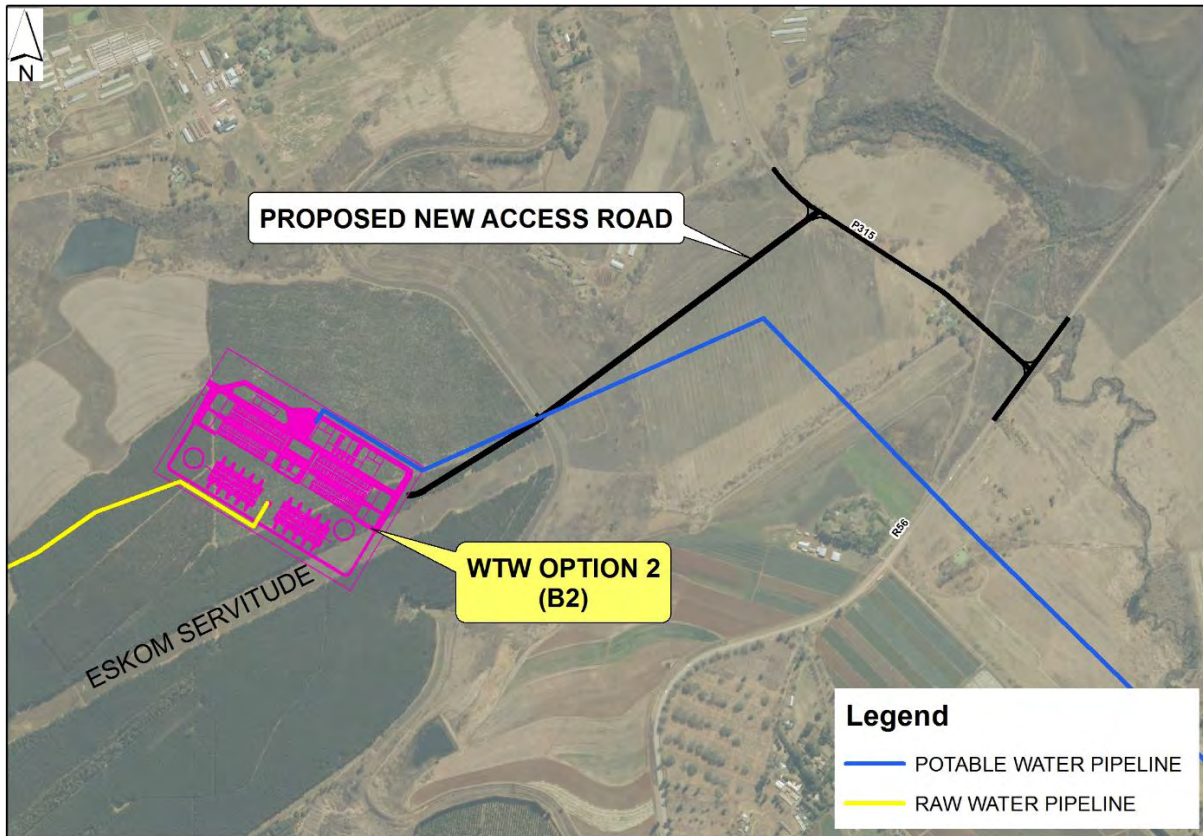 N
PROPOSED NEW ACCESS ROAD
P315
R56
WTW OPTION 2
(B2)
ESKOM SERVITUDE
Legend
POTABLE WATER PIPELINE
RAW WATER PIPELINE